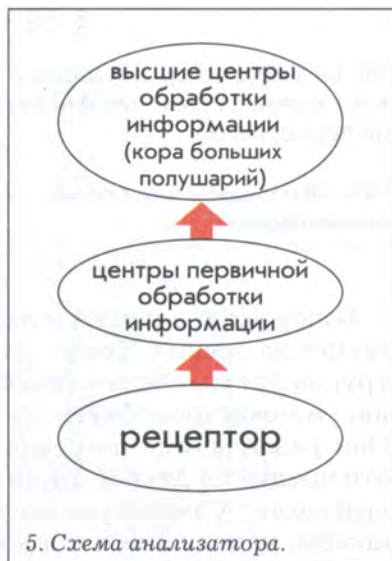 высшие центры
обработки
информации
(кора больших
полушарий)
центры первичной
обработки
информации
рецептор
5. Схема анализатора.